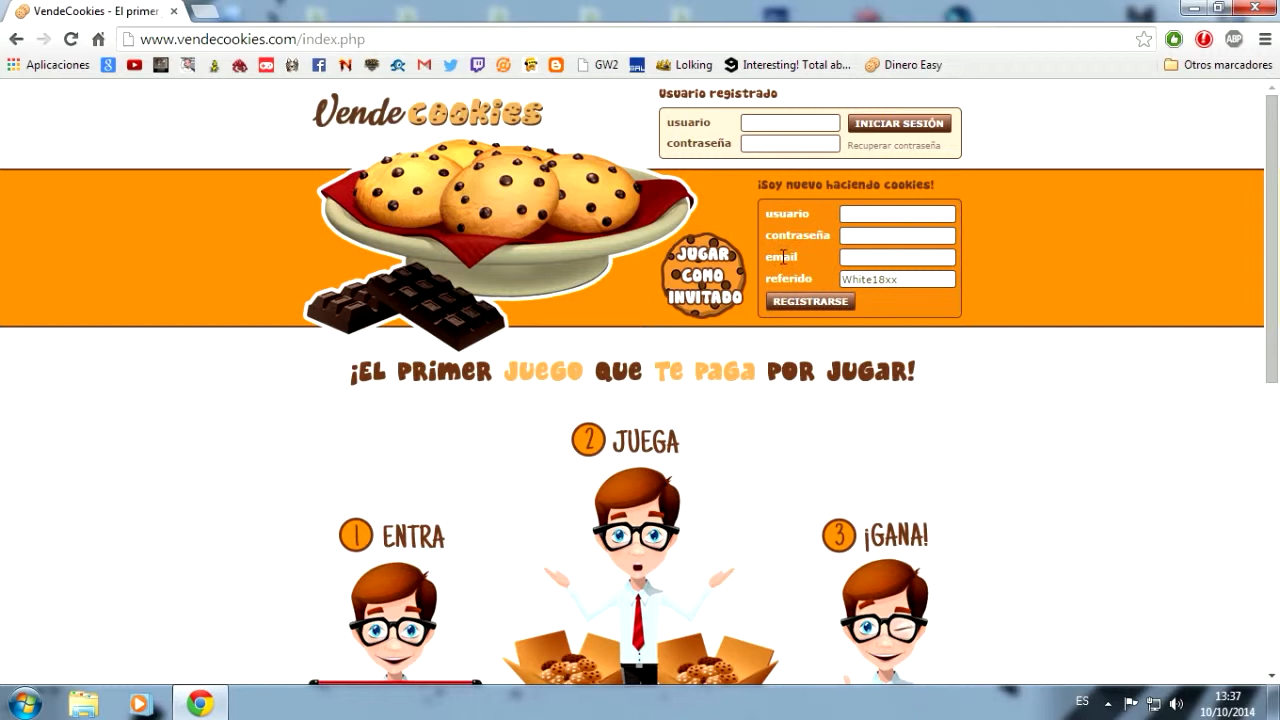 VendeCookies - El primer
www.vendecookies.com/index.php
ABP
Aplicaciones
GW2
Lolking
Interesting! Total ab...
Dinero Easy
Otros marcadores
Vende cookies
Usuario registrado
usuario
INICIAR SESIÓN
contraseña
Recuperar contraseña
¡Soy nuevo haciendo cookies!
usuario
contraseña
email
referido White18xx
REGISTRARSE
JUGAR
COMO
INVITADO
¡EL PRIMER JUEGO QUE TE PAGA POR JUGAR!
2 JUEGA
1 ENTRA
3 ¡GANA!
ES
13:37
10/10/2014